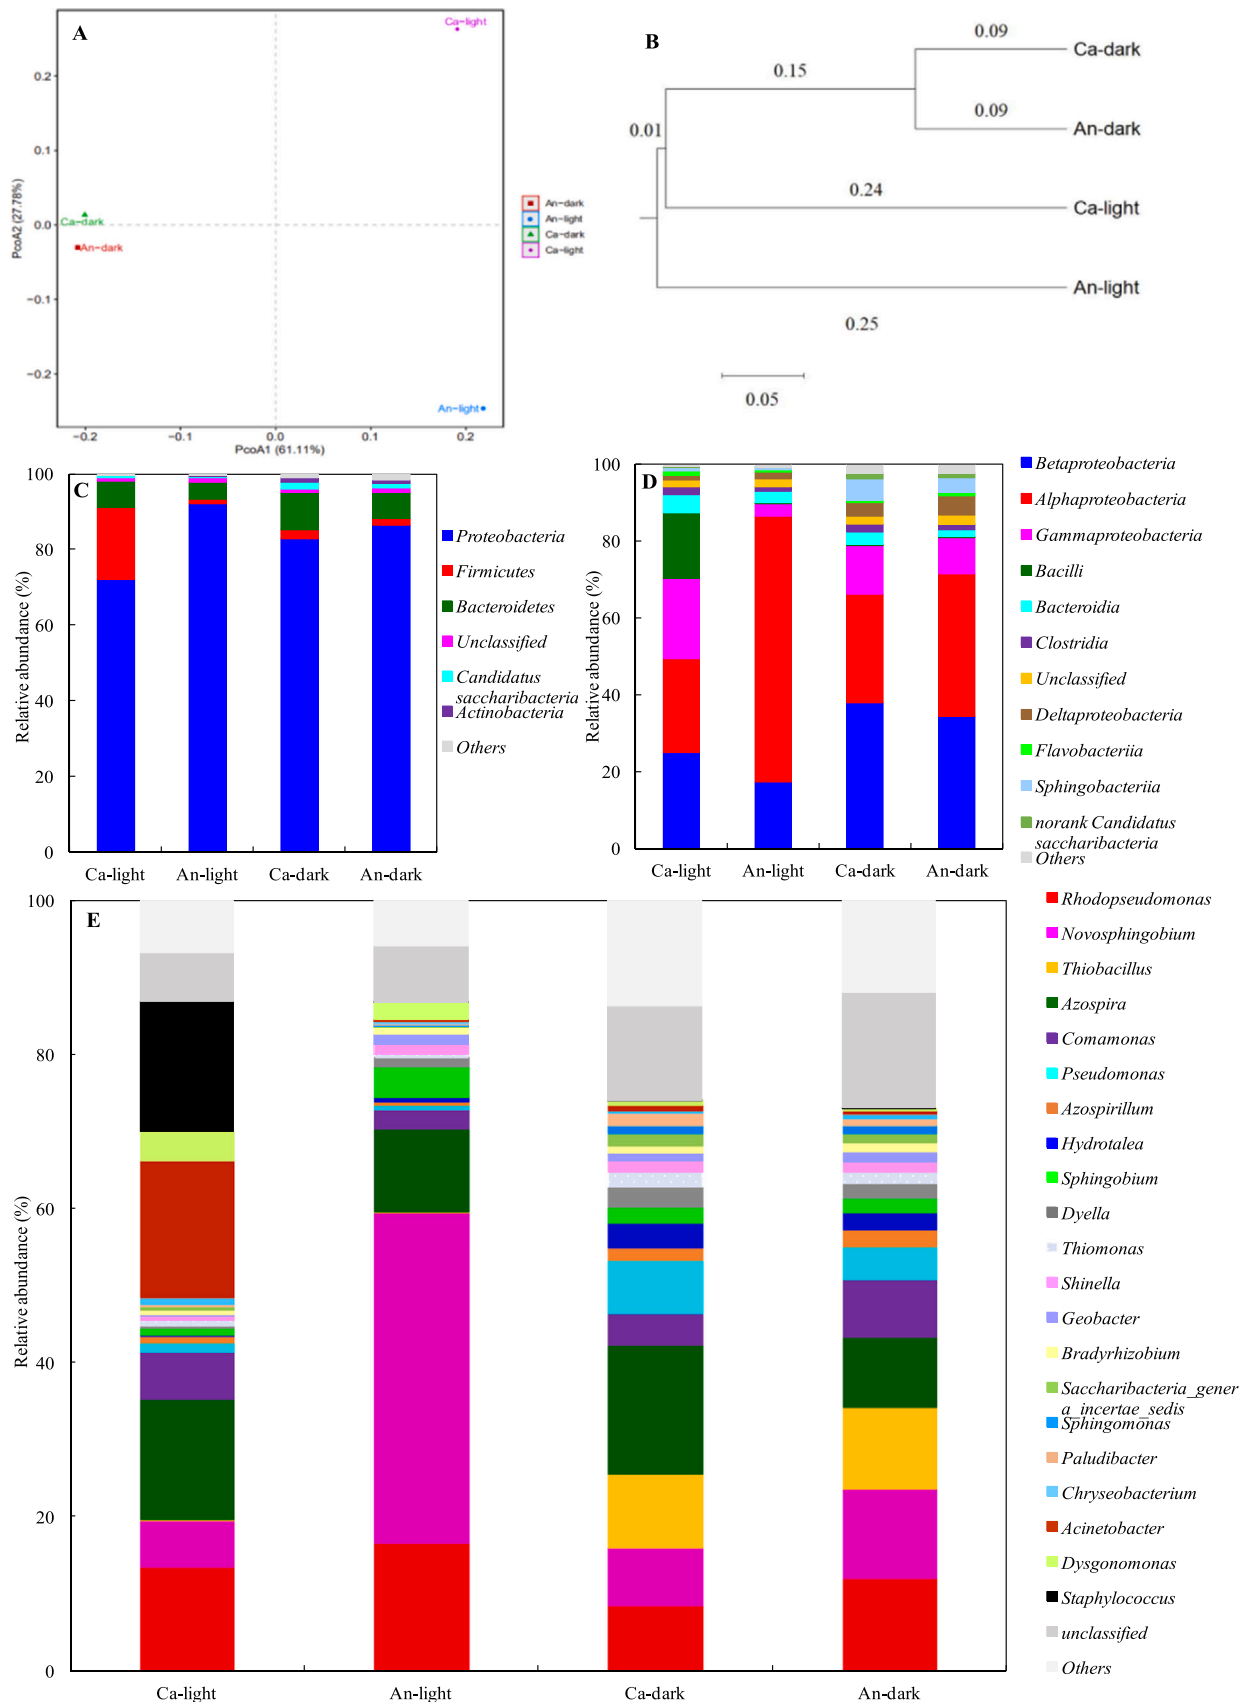 A
Ca-light
0.2
0.1
0.0
-0.1
-0.2
PcoA2 (27.78%)
Ca-dark
An-dark
An-light
-0.2
-0.1
0.0
0.1
0.2
PcoA1 (61.11%)
An-dark
An-light
Ca-dark
Ca-light
B
0.09
Ca-dark
0.15
0.09
An-dark
0.01
0.24
Ca-light
An-light
0.25
0.05
C
100
80
60
40
20
0
Relative abundance (%)
Ca-light
An-light
Ca-dark
An-dark
Proteobacteria
Firmicutes
Bacteroidetes
Unclassified
Candidatus
saccharibacteria
Actinobacteria
Others
D
100
80
60
40
20
0
Relative abundance (%)
Ca-light
An-light
Ca-dark
An-dark
Betaproteobacteria
Alphaproteobacteria
Gammaproteobacteria
Bacilli
Bacteroidia
Clostridia
Unclassified
Deltaproteobacteria
Flavobacteriia
Sphingobacteriia
norank Candidatus
saccharibacteria
Others
E
100
80
60
40
20
0
Relative abundance (%)
Ca-light
An-light
Ca-dark
An-dark
Rhodopseudomonas
Novosphingobium
Thiobacillus
Azospira
Comamonas
Pseudomonas
Azospirillum
Hydrotalea
Sphingobium
Dyella
Thiomonas
Shinella
Geobacter
Bradyrhizobium
Saccharibacteria_gener
a_incertae_sedis
Sphingomonas
Paludibacter
Chryseobacterium
Acinetobacter
Dysgonomonas
Staphylococcus
unclassified
Others